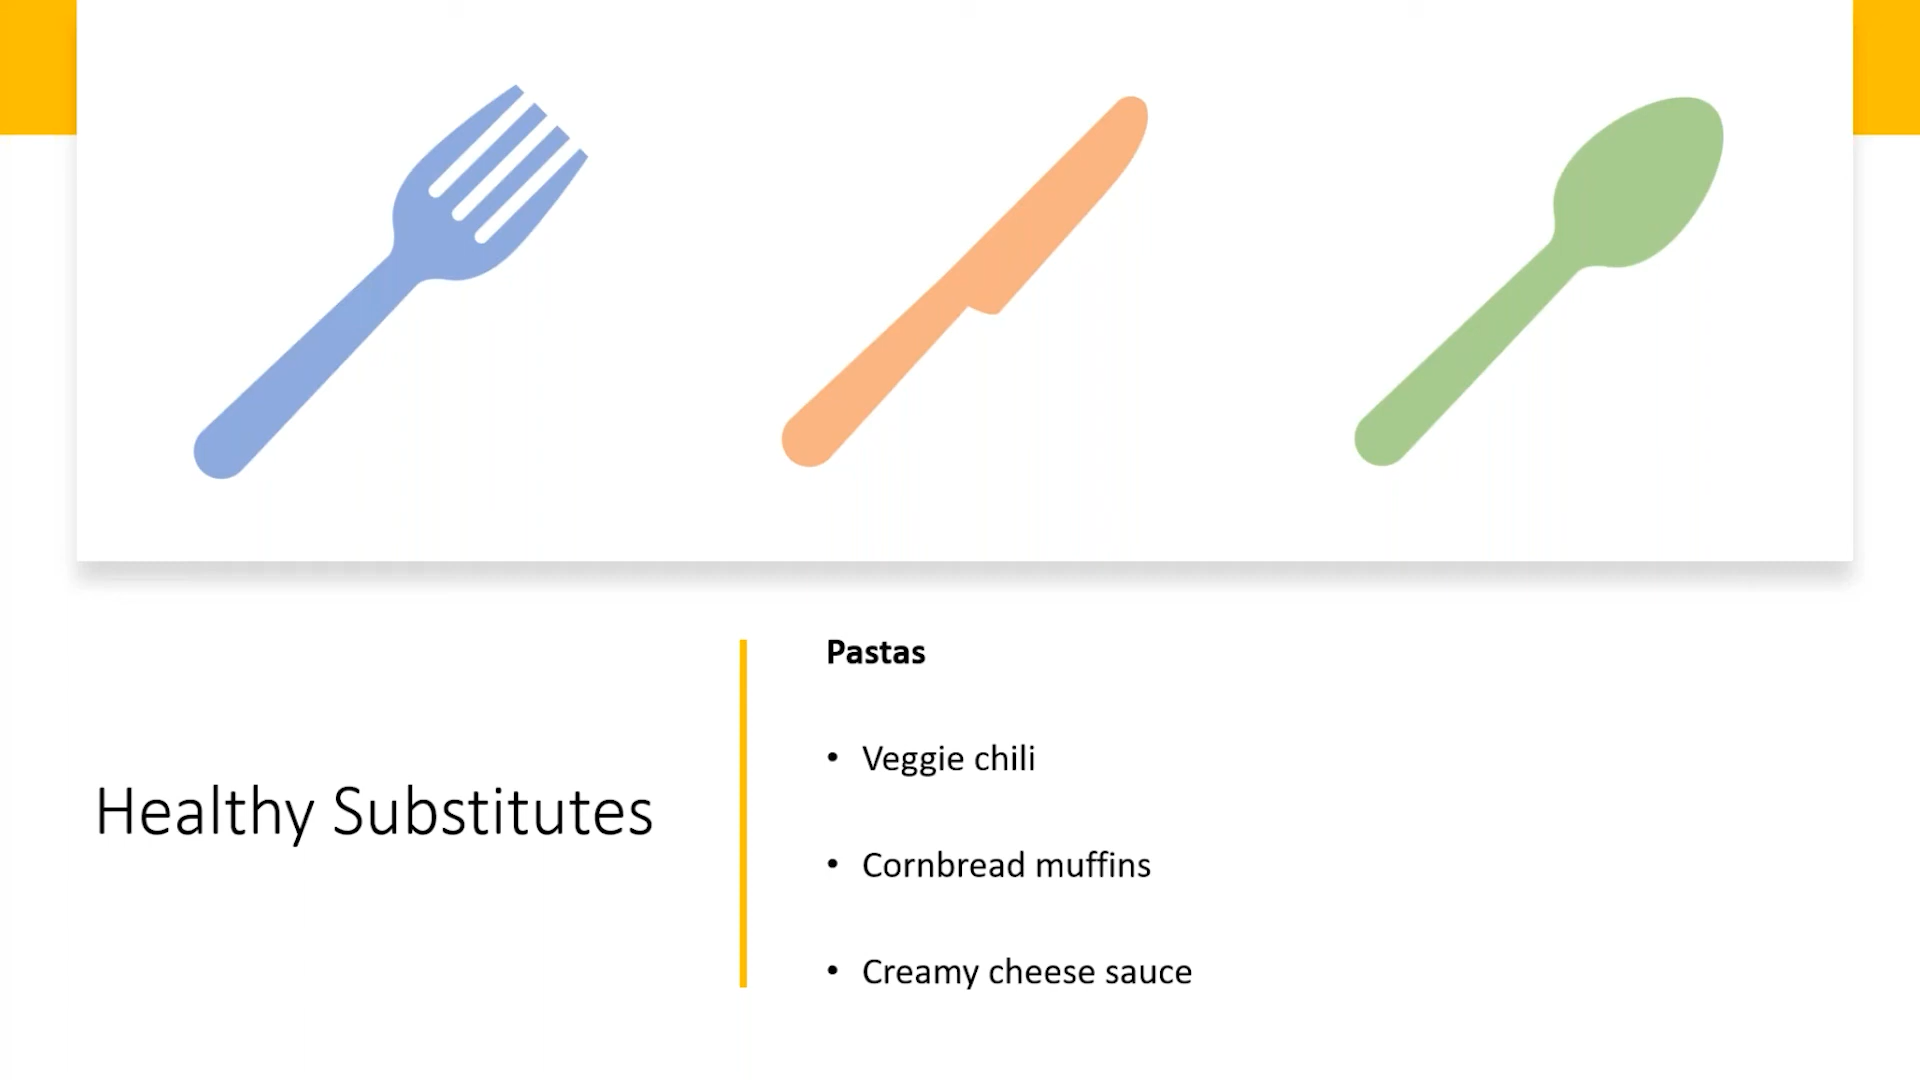 Healthy Substitutes
Pastas
• Veggie chili
• Cornbread muffins
• Creamy cheese sauce